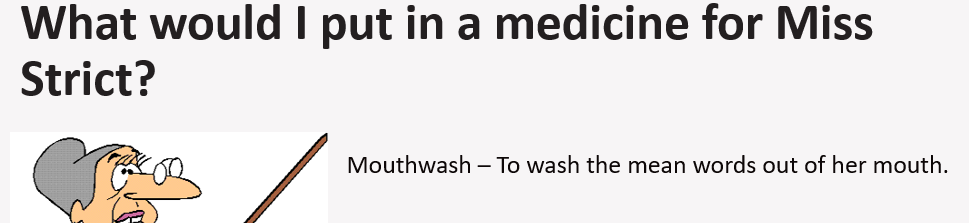 What would I put in a medicine for Miss
Strict?
Mouthwash – To wash the mean words out of her mouth.